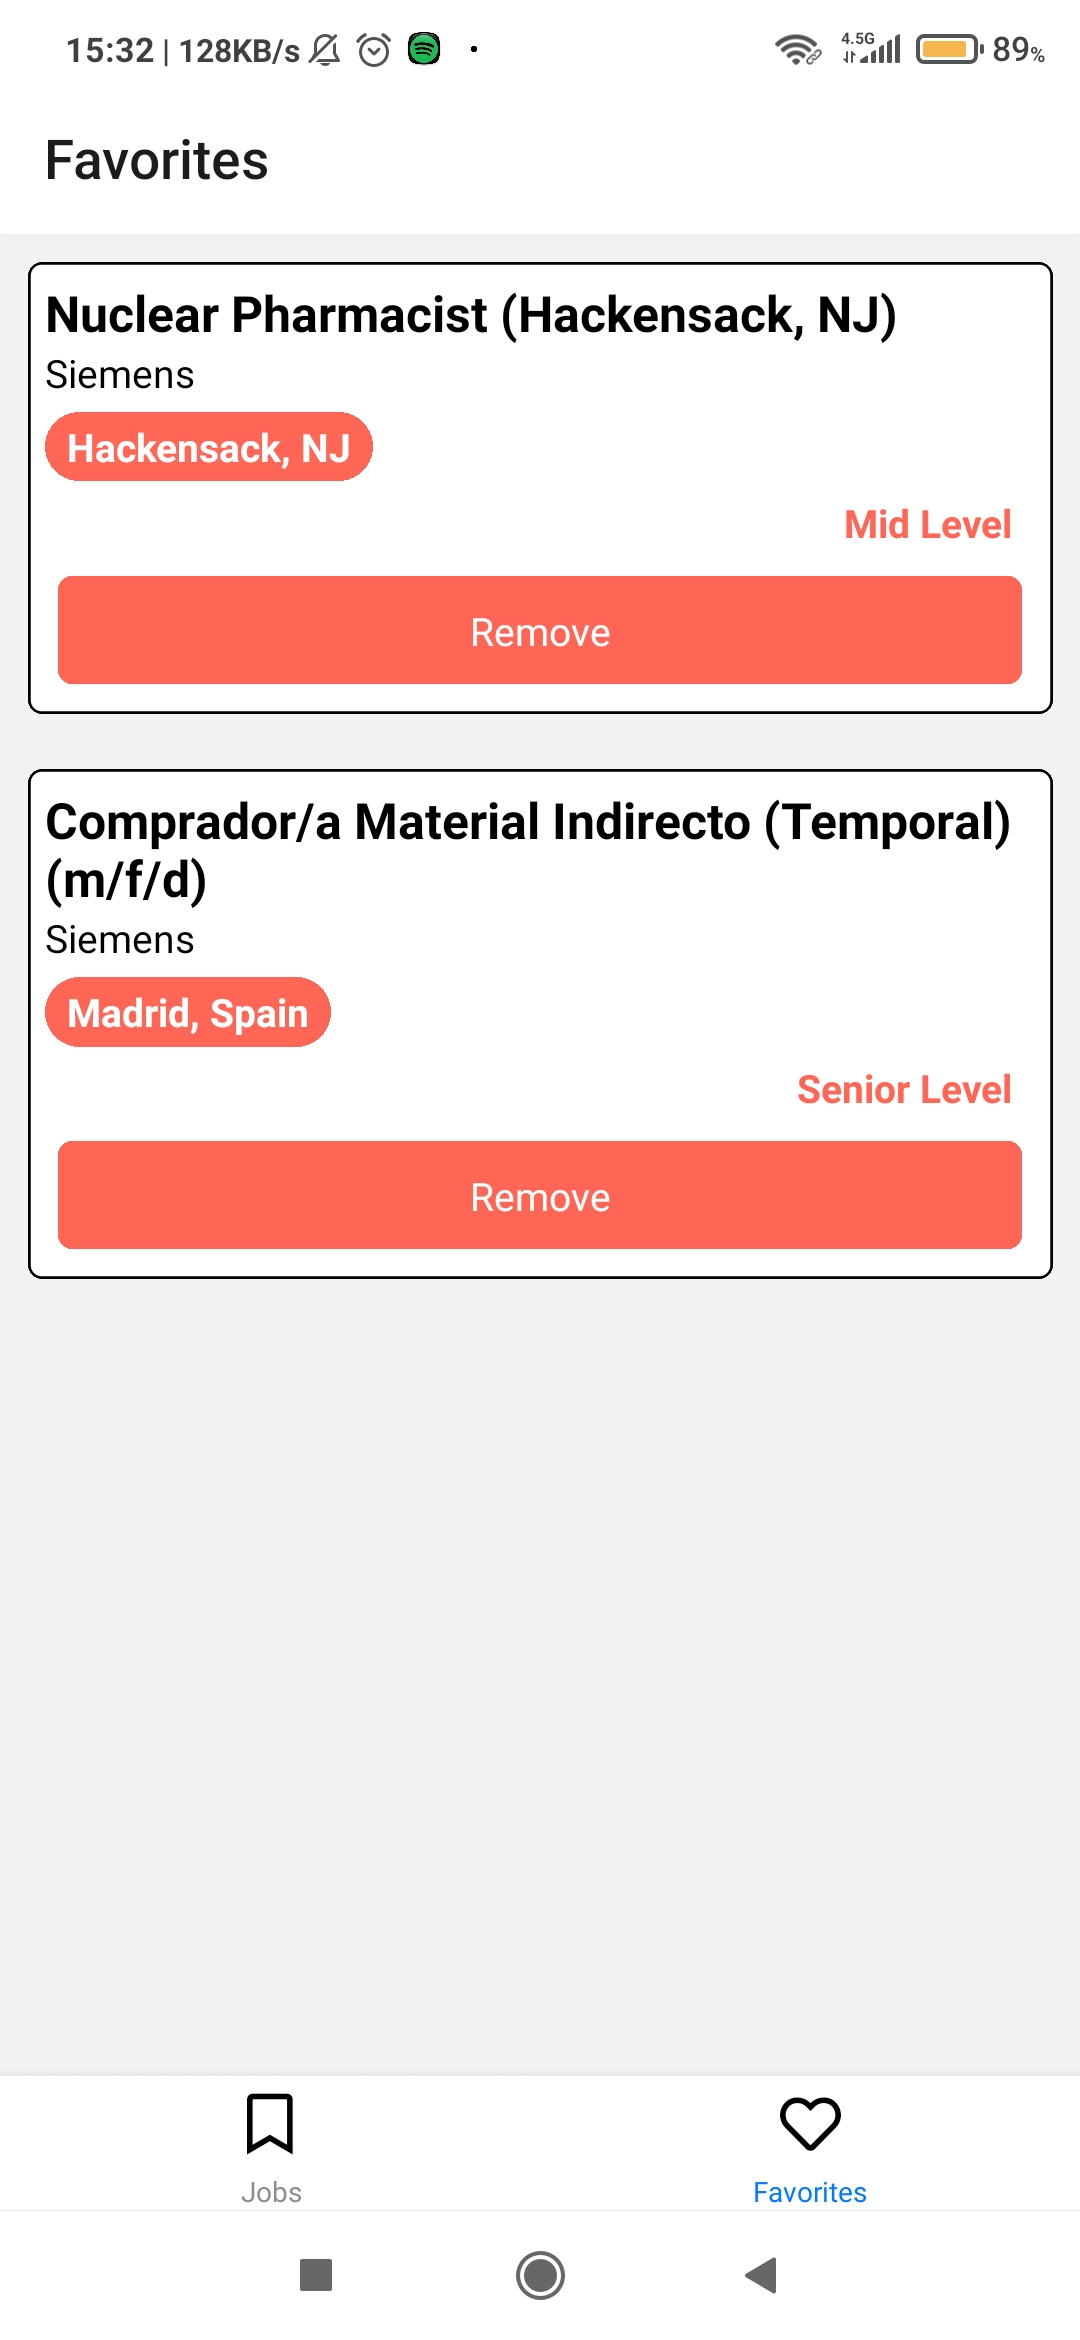 15:32 | 128KB/s 4.5G 89%
Favorites
Nuclear Pharmacist (Hackensack, NJ)
Siemens
Hackensack, NJ
Mid Level
Remove
Comprador/a Material Indirecto (Temporal)
(m/f/d)
Siemens
Madrid, Spain
Senior Level
Remove
Jobs Favorites